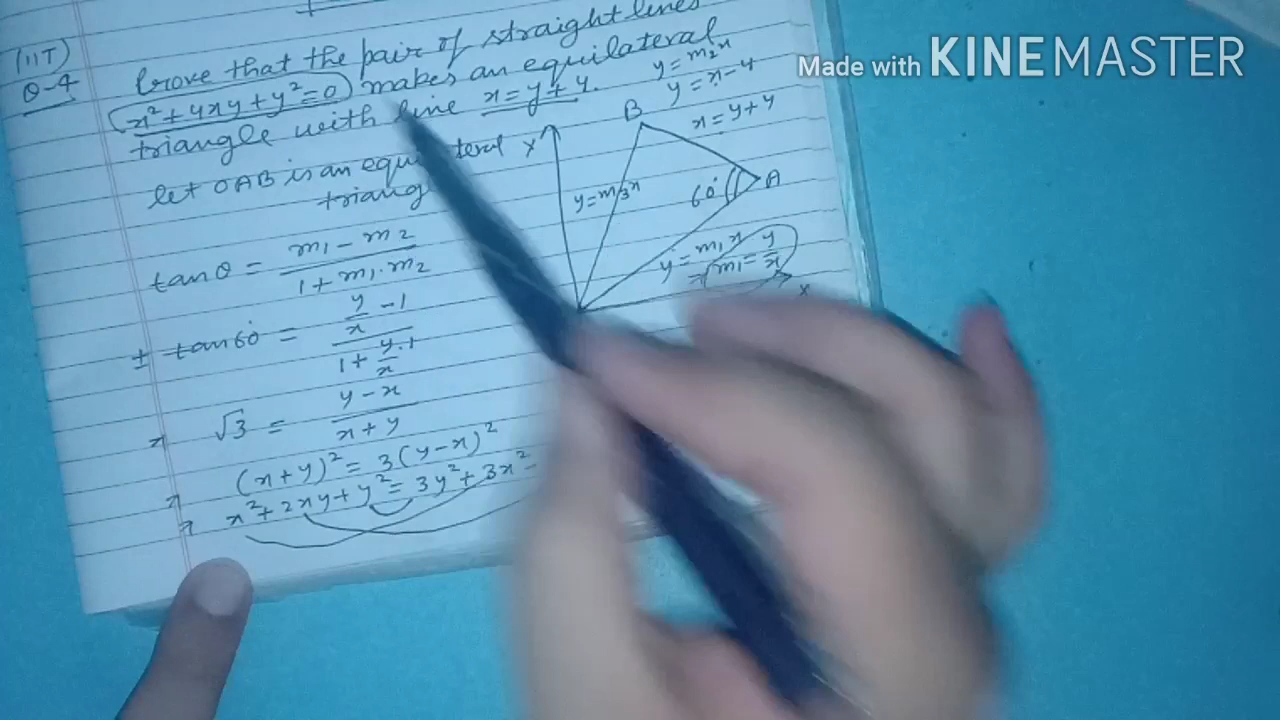 Made with KINEMASTER
(IIT)
Q-4
Prove that the pair of straight lines
x²+4xy+y²=0 makes an equilateral
triangle with line x=y+4.
let OAB is an
triang
tanθ = m₁ - m₂ / 1 + m₁.m₂
± tan60° = y/x - 1 / 1 + y/x.1
√3 = y - x / x + y
(x+y)² = 3(y-x)²
x²+2xy+y² = 3y²+3x²-
y=m₂x
y=x-4
x=y+4
B
A
60°
y=m₃x
y=m₁x
m₁=y/x
Y
X